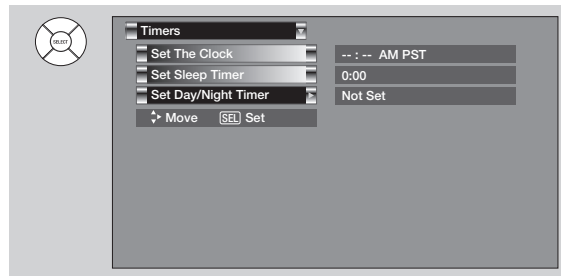 SELECT
Timers
Set The Clock -- : -- AM PST
Set Sleep Timer 0:00
Set Day/Night Timer Not Set
Move SEL Set